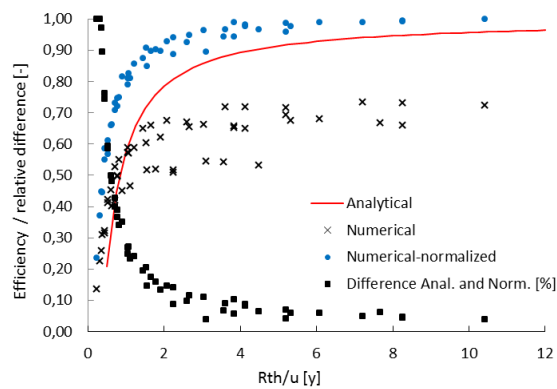 1,00
0,90
0,80
0,70
0,60
0,50
0,40
0,30
0,20
0,10
0,00
Efficiency / relative difference [-]
Analytical
Numerical
Numerical-normalized
Difference Anal. and Norm. [%]
0 2 4 6 8 10 12
Rth/u [y]